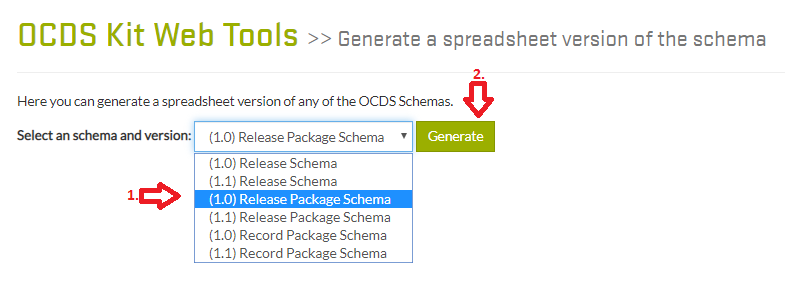 OCDS Kit Web Tools >> Generate a spreadsheet version of the schema
2.
Here you can generate a spreadsheet version of any of the OCDS Schemas.
Select an schema and version: (1.0) Release Package Schema Generate
(1.0) Release Schema
(1.1) Release Schema
1. (1.0) Release Package Schema
(1.1) Release Package Schema
(1.0) Record Package Schema
(1.1) Record Package Schema